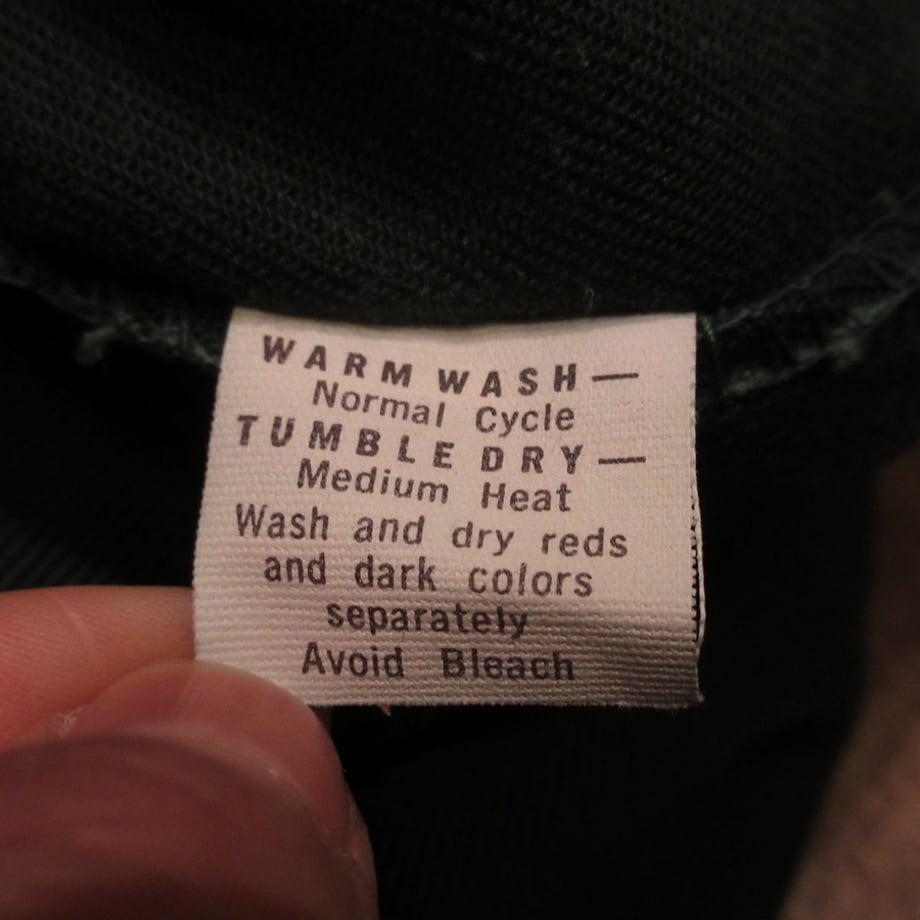 WARM WASH—
Normal Cycle
TUMBLE DRY—
Medium Heat
Wash and dry reds
and dark colors
separately
Avoid Bleach